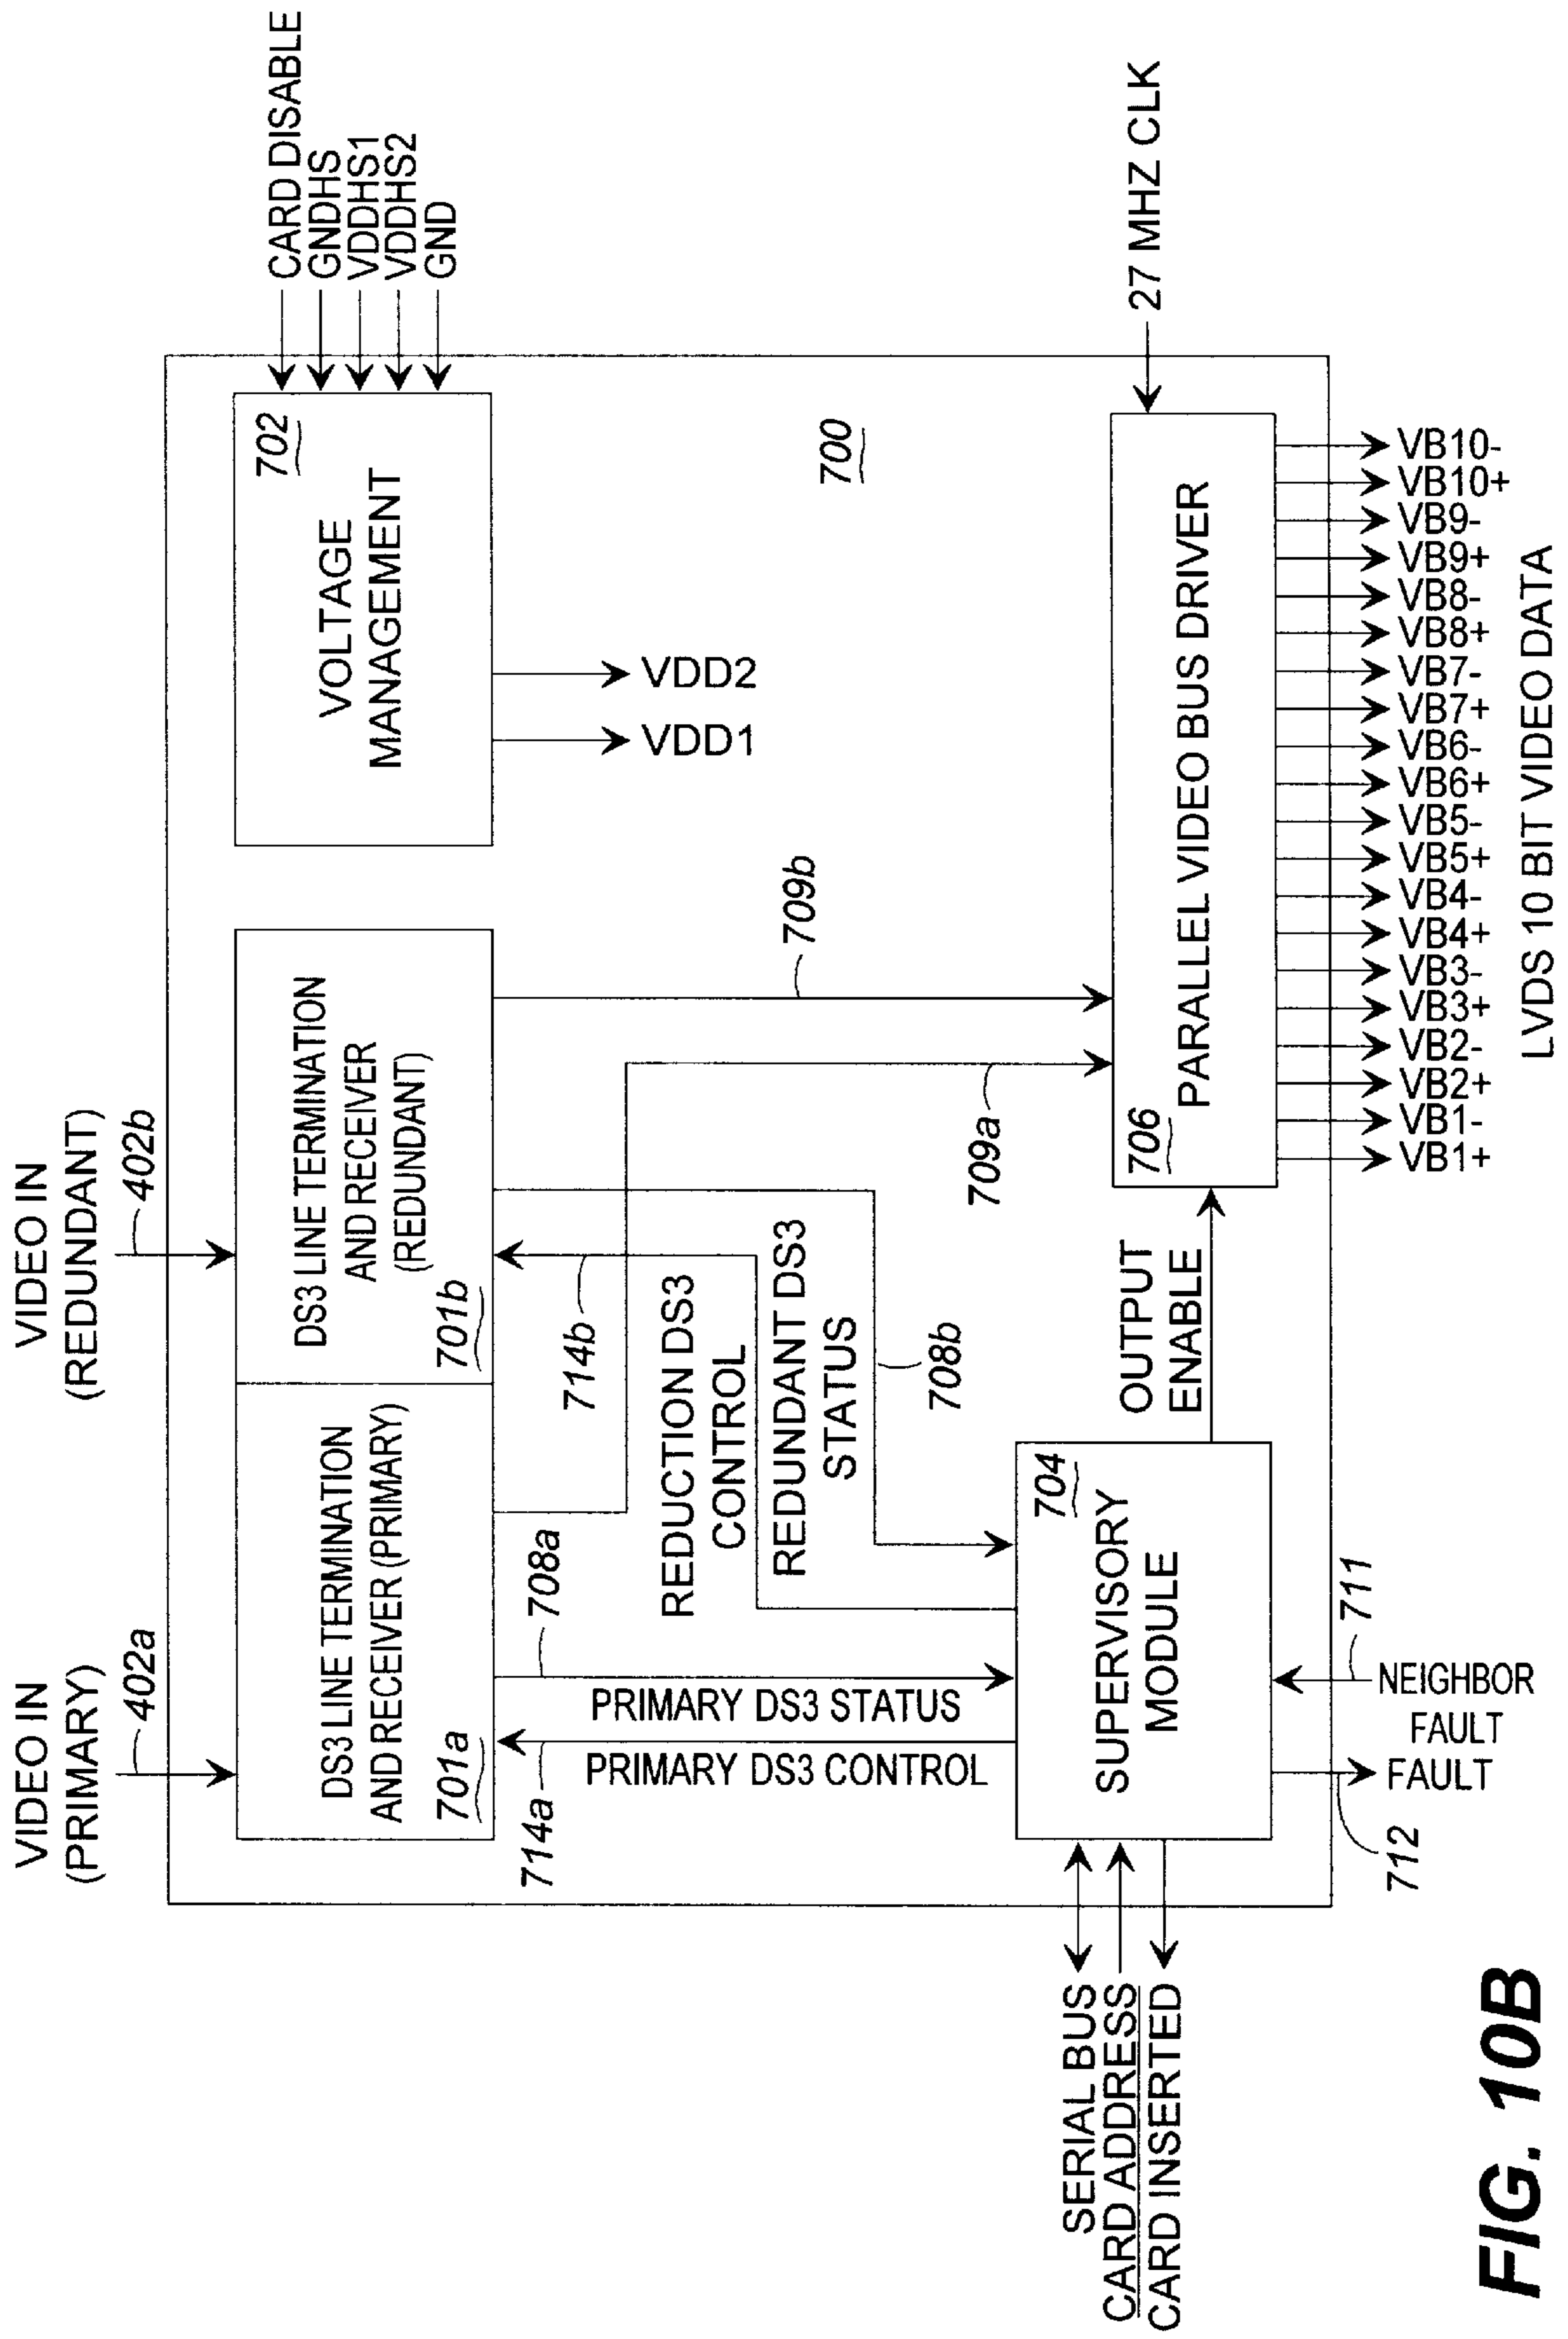 VIDEO IN
(PRIMARY)
402a
VIDEO IN
(REDUNDANT)
402b
DS3 LINE TERMINATION
AND RECEIVER (PRIMARY)
701a
DS3 LINE TERMINATION
AND RECEIVER
(REDUNDANT)
701b
VOLTAGE
MANAGEMENT
702
CARD DISABLE
GNDHS
VDDHS1
VDDHS2
GND
VDD1
VDD2
700
714a
708a
PRIMARY DS3 STATUS
PRIMARY DS3 CONTROL
714b
REDUCTION DS3
CONTROL
REDUNDANT DS3
STATUS
708b
709a
709b
SUPERVISORY
MODULE
704
OUTPUT
ENABLE
706
PARALLEL VIDEO BUS DRIVER
27 MHZ CLK
SERIAL BUS
CARD ADDRESS
CARD INSERTED
712
FAULT
711
NEIGHBOR
FAULT
VB1+
VB1-
VB2+
VB2-
VB3+
VB3-
VB4+
VB4-
VB5+
VB5-
VB6+
VB6-
VB7+
VB7-
VB8+
VB8-
VB9+
VB9-
VB10+
VB10-
LVDS 10 BIT VIDEO DATA
FIG. 10B